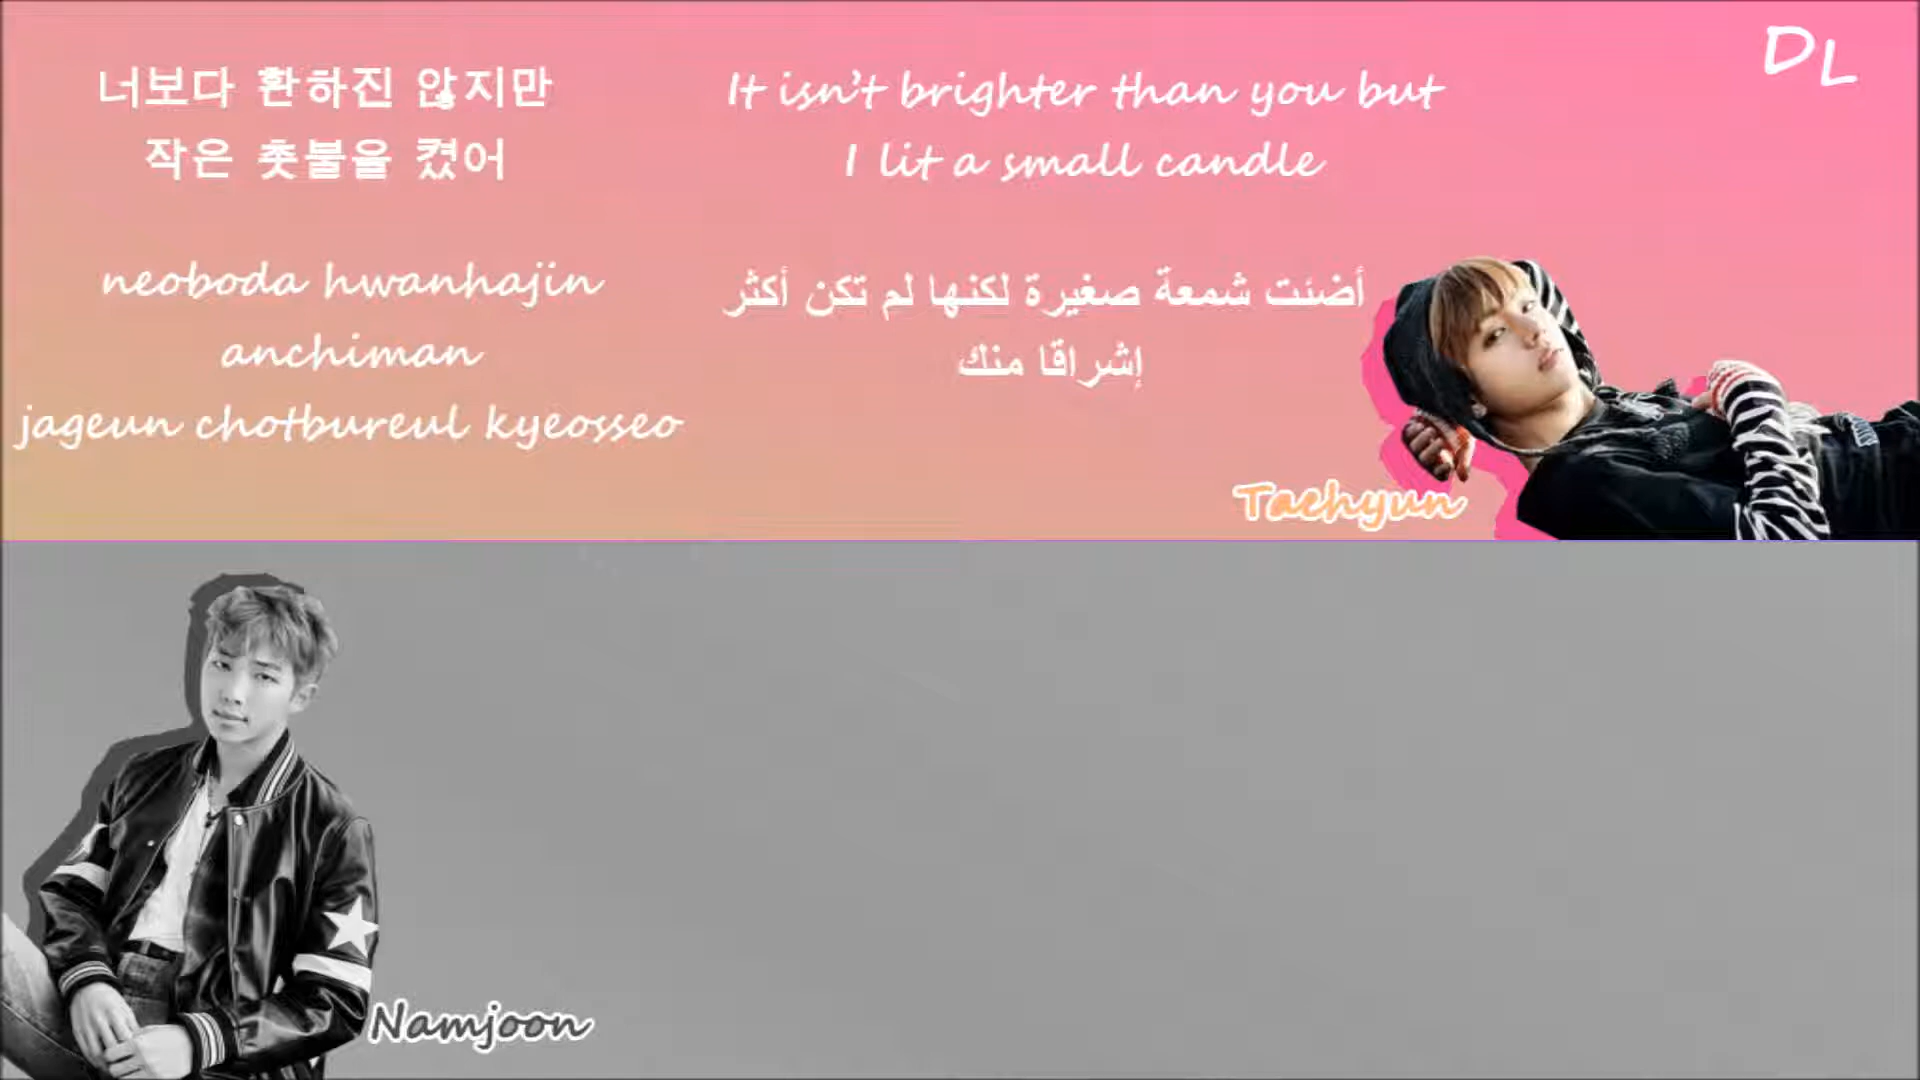 너보다 환하진 않지만
작은 촛불을 켰어
neoboda hwanhajin
anchiman
jageun chotbureul kyeosseo
It isn't brighter than you but
I lit a small candle
أضئت شمعة صغيرة لكنها لم تكن أكثر
إشراقا منك
DL
Taehyun
Namjoon